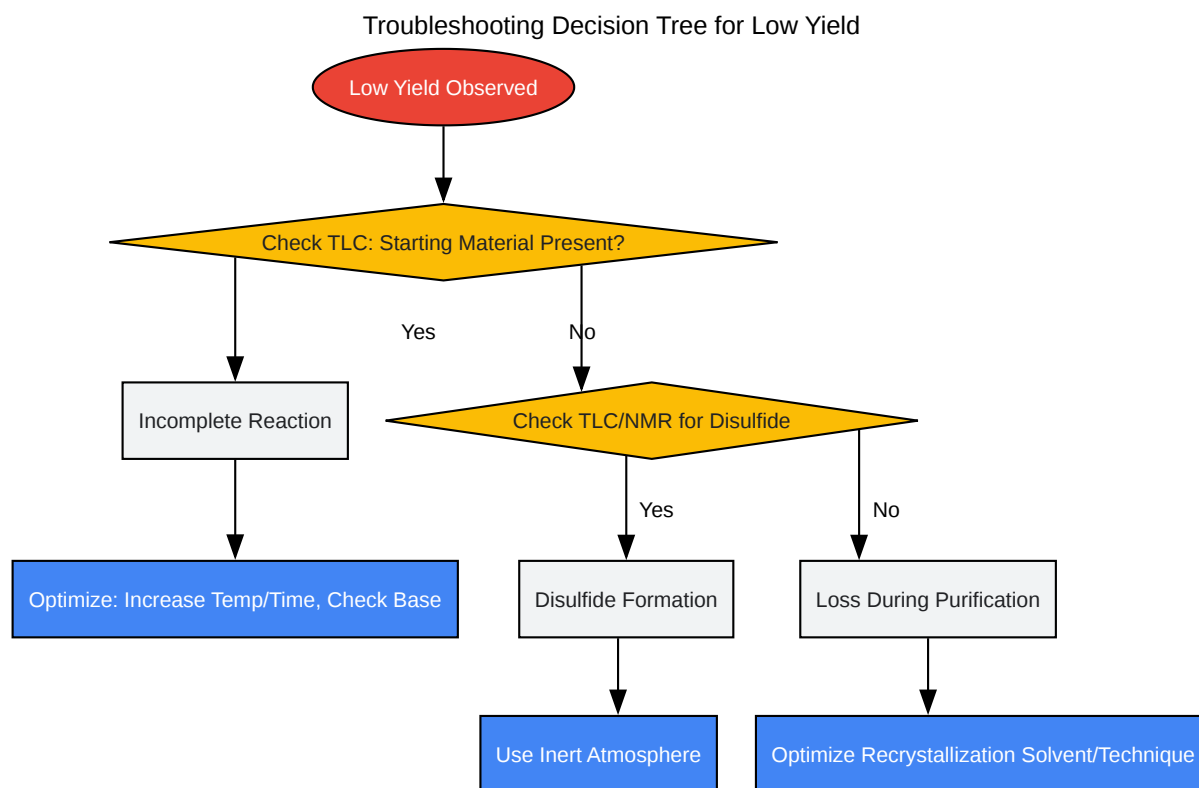 Troubleshooting Decision Tree for Low Yield
Low Yield Observed
Check TLC: Starting Material Present?
Yes
No
Incomplete Reaction
Check TLC/NMR for Disulfide
Yes
No
Optimize: Increase Temp/Time, Check Base
Disulfide Formation
Loss During Purification
Use Inert Atmosphere
Optimize Recrystallization Solvent/Technique